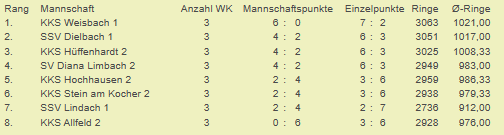 Rang Mannschaft Anzahl WK Mannschaftspunkte Einzelpunkte Ringe Ø-Ringe
1. KKS Weisbach 1 3 6 : 0 7 : 2 3063 1021,00
2. SSV Dielbach 1 3 4 : 2 6 : 3 3051 1017,00
3. KKS Hüffenhardt 2 3 4 : 2 6 : 3 3025 1008,33
4. SV Diana Limbach 2 3 4 : 2 6 : 3 2949 983,00
5. KKS Hochhausen 2 3 2 : 4 3 : 6 2959 986,33
6. KKS Stein am Kocher 2 3 2 : 4 3 : 6 2938 979,33
7. SSV Lindach 1 3 2 : 4 2 : 7 2736 912,00
8. KKS Allfeld 2 3 0 : 6 3 : 6 2928 976,00